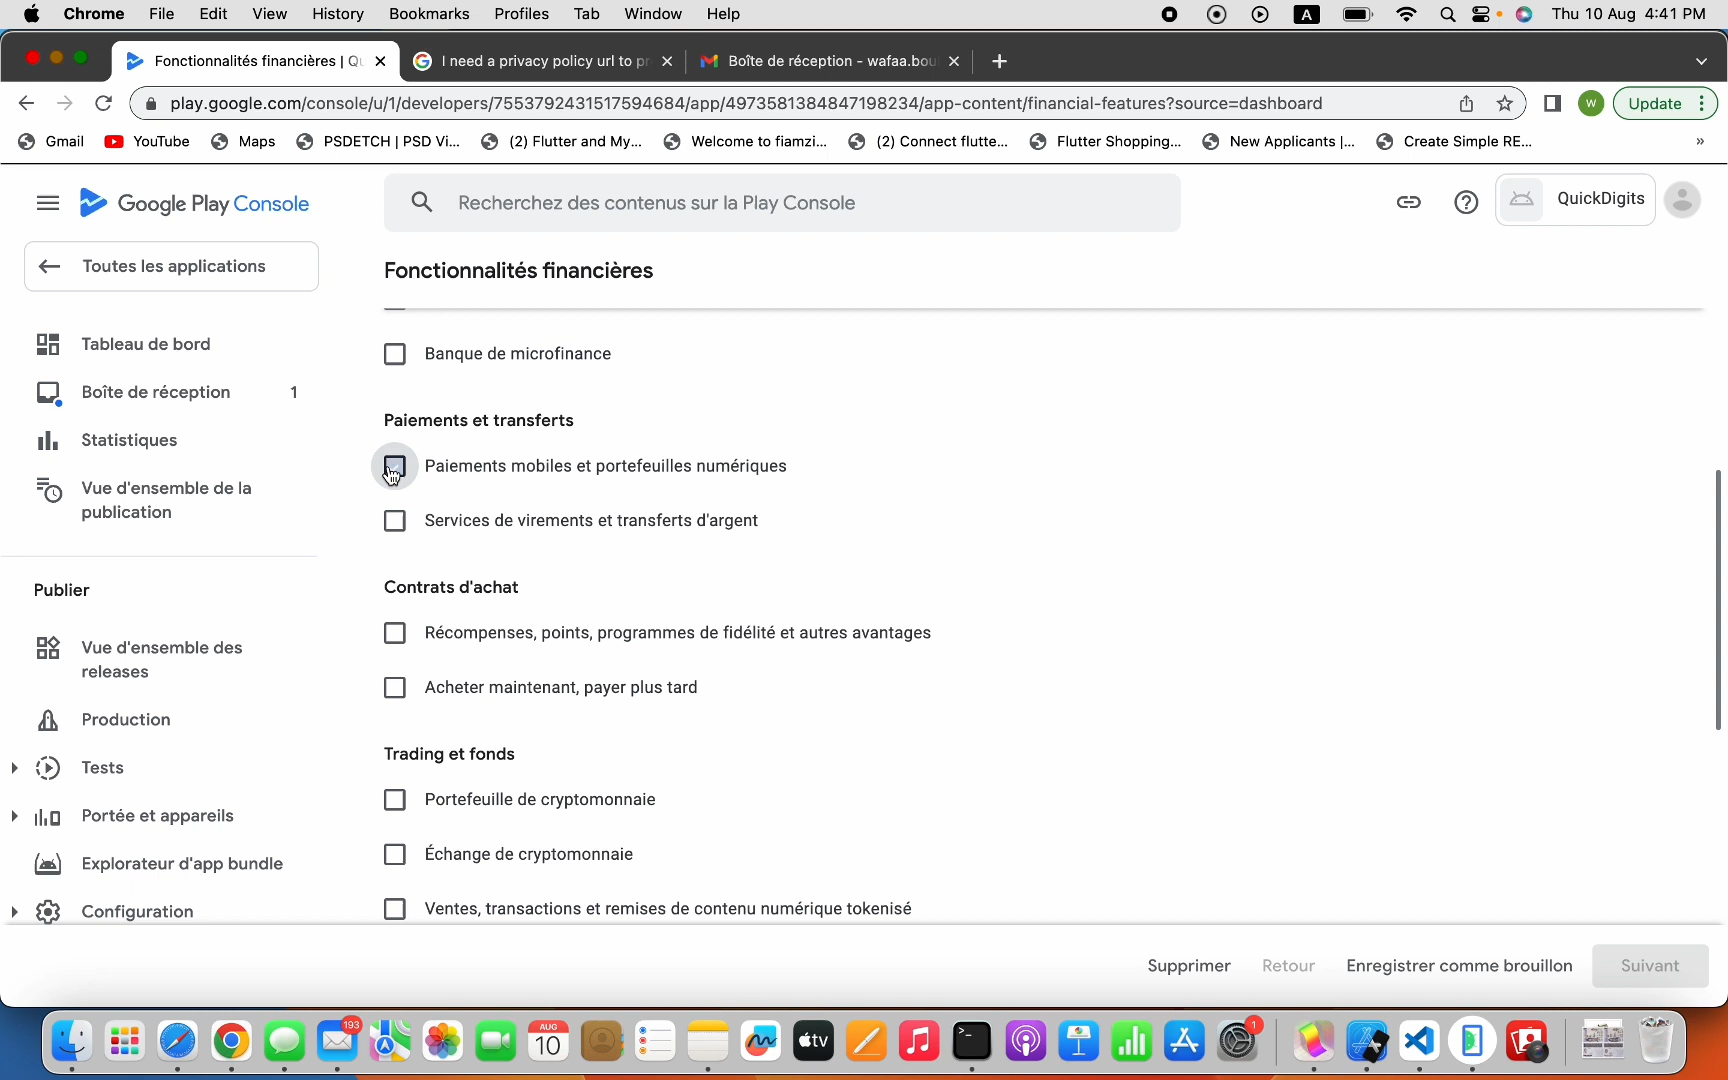 Chrome File Edit View History Bookmarks Profiles Tab Window Help A Thu 10 Aug 4:41 PM
Fonctionnalités financières | Qu I need a privacy policy url to pr Boîte de réception - wafaa.bou
play.google.com/console/u/1/developers/7553792431517594684/app/4973581384847198234/app-content/financial-features?source=dashboard W Update
Gmail YouTube Maps PSDETCH | PSD Vi... (2) Flutter and My... Welcome to fiamzi... (2) Connect flutte... Flutter Shopping,... New Applicants |... Create Simple RE... »
Google Play Console Recherchez des contenus sur la Play Console QuickDigits
Toutes les applications
Fonctionnalités financières
Tableau de bord
Boîte de réception 1
Statistiques
Vue d'ensemble de la
publication
Publier
Vue d'ensemble des
releases
Production
Tests
Portée et appareils
Explorateur d'app bundle
Configuration
Banque de microfinance
Paiements et transferts
Paiements mobiles et portefeuilles numériques
Services de virements et transferts d'argent
Contrats d'achat
Récompenses, points, programmes de fidélité et autres avantages
Acheter maintenant, payer plus tard
Trading et fonds
Portefeuille de cryptomonnaie
Échange de cryptomonnaie
Ventes, transactions et remises de contenu numérique tokenisé
Supprimer Retour Enregistrer comme brouillon Suivant
193 AUG 10 tv 1